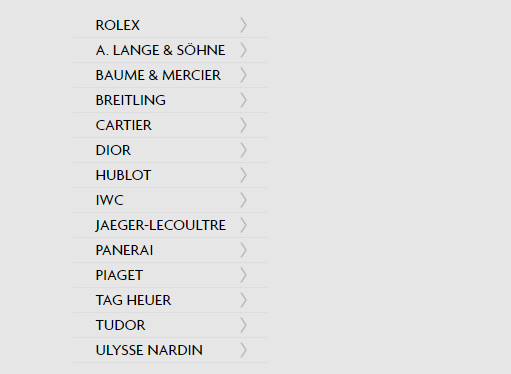 ROLEX
A. LANGE & SÖHNE
BAUME & MERCIER
BREITLING
CARTIER
DIOR
HUBLOT
IWC
JAEGER-LECOULTRE
PANERAI
PIAGET
TAG HEUER
TUDOR
ULYSSE NARDIN